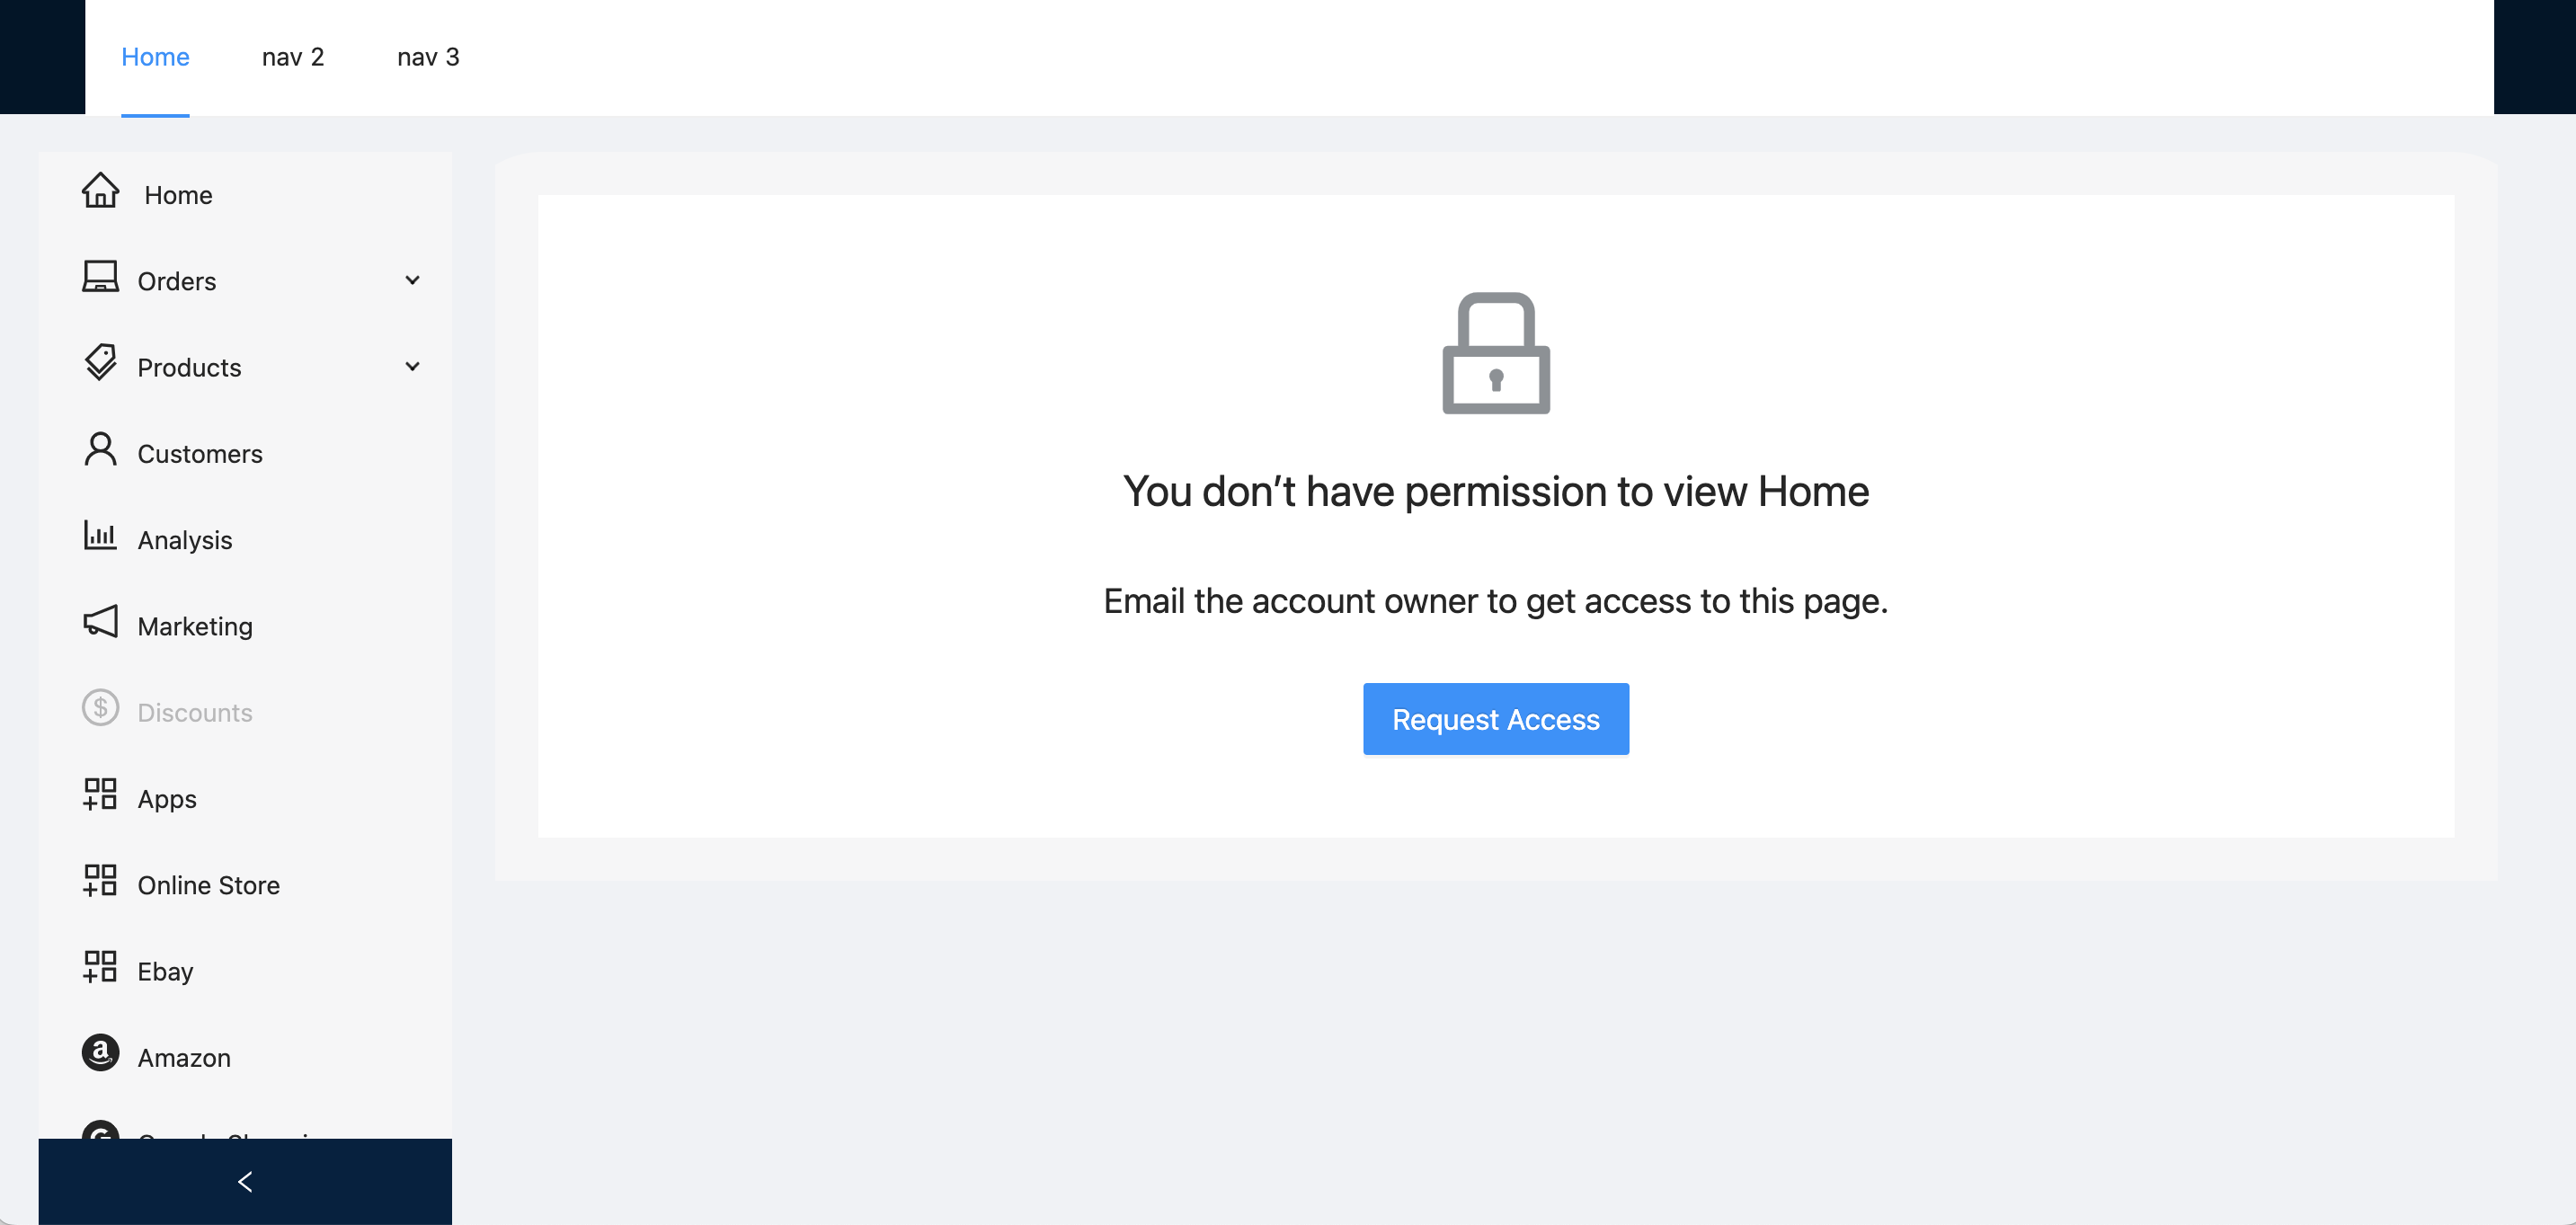 Home
nav 2
nav 3
Home
Orders
Products
Customers
Analysis
Marketing
Discounts
Apps
Online Store
Ebay
Amazon
You don’t have permission to view Home
Email the account owner to get access to this page.
Request Access